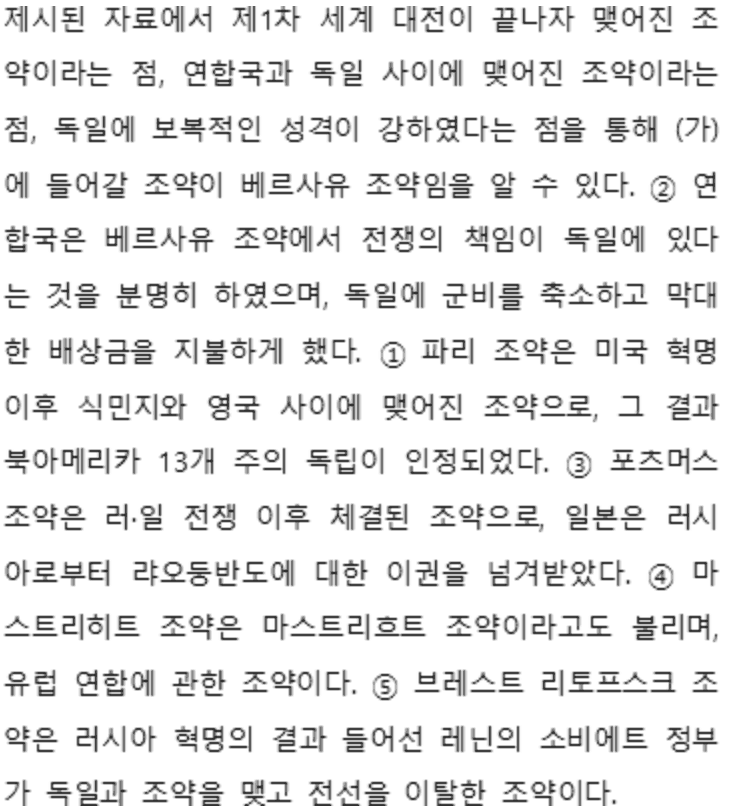 제시된 자료에서 제1차 세계 대전이 끝나자 맺어진 조
약이라는 점, 연합국과 독일 사이에 맺어진 조약이라는
점, 독일에 보복적인 성격이 강하였다는 점을 통해 (가)
에 들어갈 조약이 베르사유 조약임을 알 수 있다. ② 연
합국은 베르사유 조약에서 전쟁의 책임이 독일에 있다
는 것을 분명히 하였으며, 독일에 군비를 축소하고 막대
한 배상금을 지불하게 했다. ① 파리 조약은 미국 혁명
이후 식민지와 영국 사이에 맺어진 조약으로, 그 결과
북아메리카 13개 주의 독립이 인정되었다. ③ 포츠머스
조약은 러·일 전쟁 이후 체결된 조약으로, 일본은 러시
아로부터 랴오둥반도에 대한 이권을 넘겨받았다. ④ 마
스트리히트 조약은 마스트리흐트 조약이라고도 불리며,
유럽 연합에 관한 조약이다. ⑤ 브레스트 리토프스크 조
약은 러시아 혁명의 결과 들어선 레닌의 소비에트 정부
가 독일과 조약을 맺고 전선을 이탈한 조약이다.